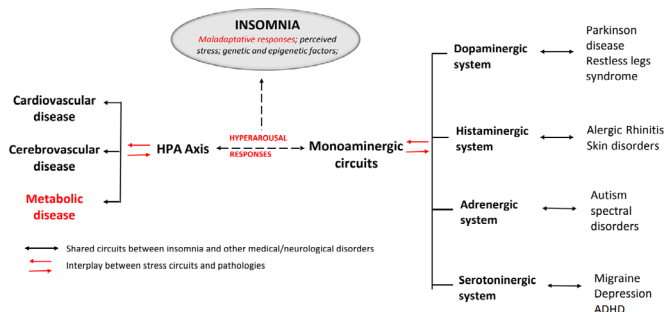 INSOMNIA
Maladaptative responses; perceived
stress; genetic and epigenetic factors;
Cardiovascular
disease
Cerebrovascular
disease
Metabolic
disease
HPA Axis
HYPERAROUSAL
RESPONSES
Monoaminergic
circuits
Dopaminergic
system
Parkinson
disease
Restless legs
syndrome
Histaminergic
system
Alergic Rhinitis
Skin disorders
Adrenergic
system
Autism
spectral
disorders
Serotoninergic
system
Migraine
Depression
ADHD
Shared circuits between insomnia and other medical/neurological disorders
Interplay between stress circuits and pathologies